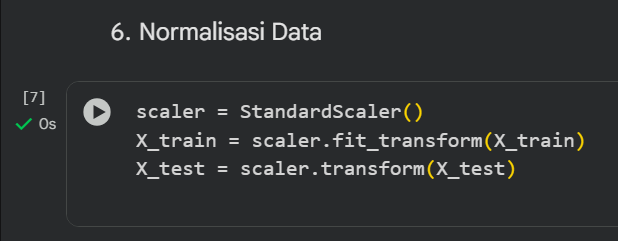 6. Normalisasi Data
[7]
0s
scaler = StandardScaler()
X_train = scaler.fit_transform(X_train)
X_test = scaler.transform(X_test)